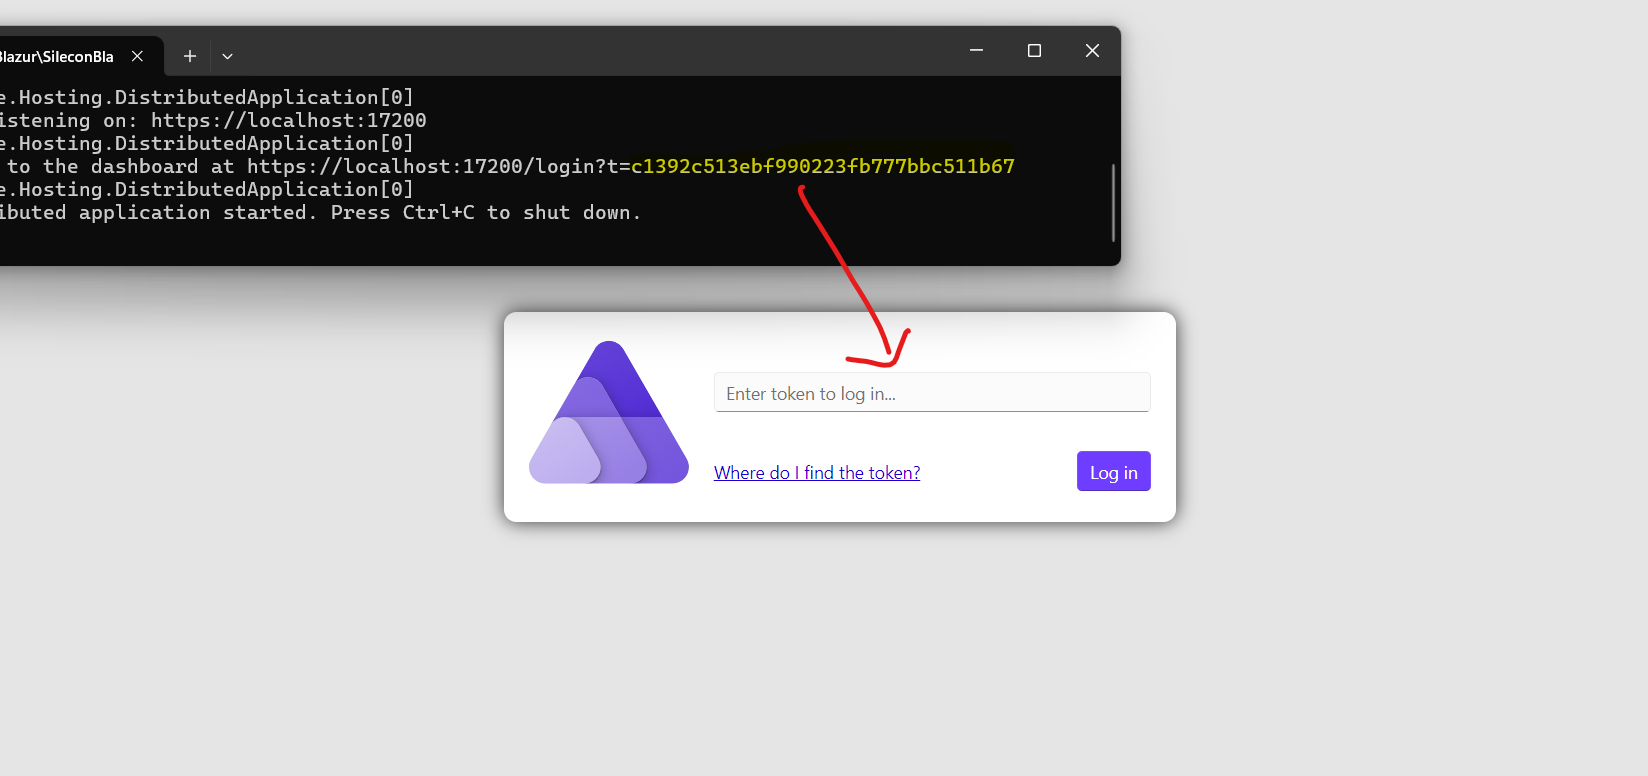 Blazur\SileconBla
e.Hosting.DistributedApplication[0]
istening on: https://localhost:17200
e.Hosting.DistributedApplication[0]
to the dashboard at https://localhost:17200/login?t=c1392c513ebf990223fb777bbc511b67
e.Hosting.DistributedApplication[0]
ibuted application started. Press Ctrl+C to shut down.
Enter token to log in...
Where do I find the token?
Log in